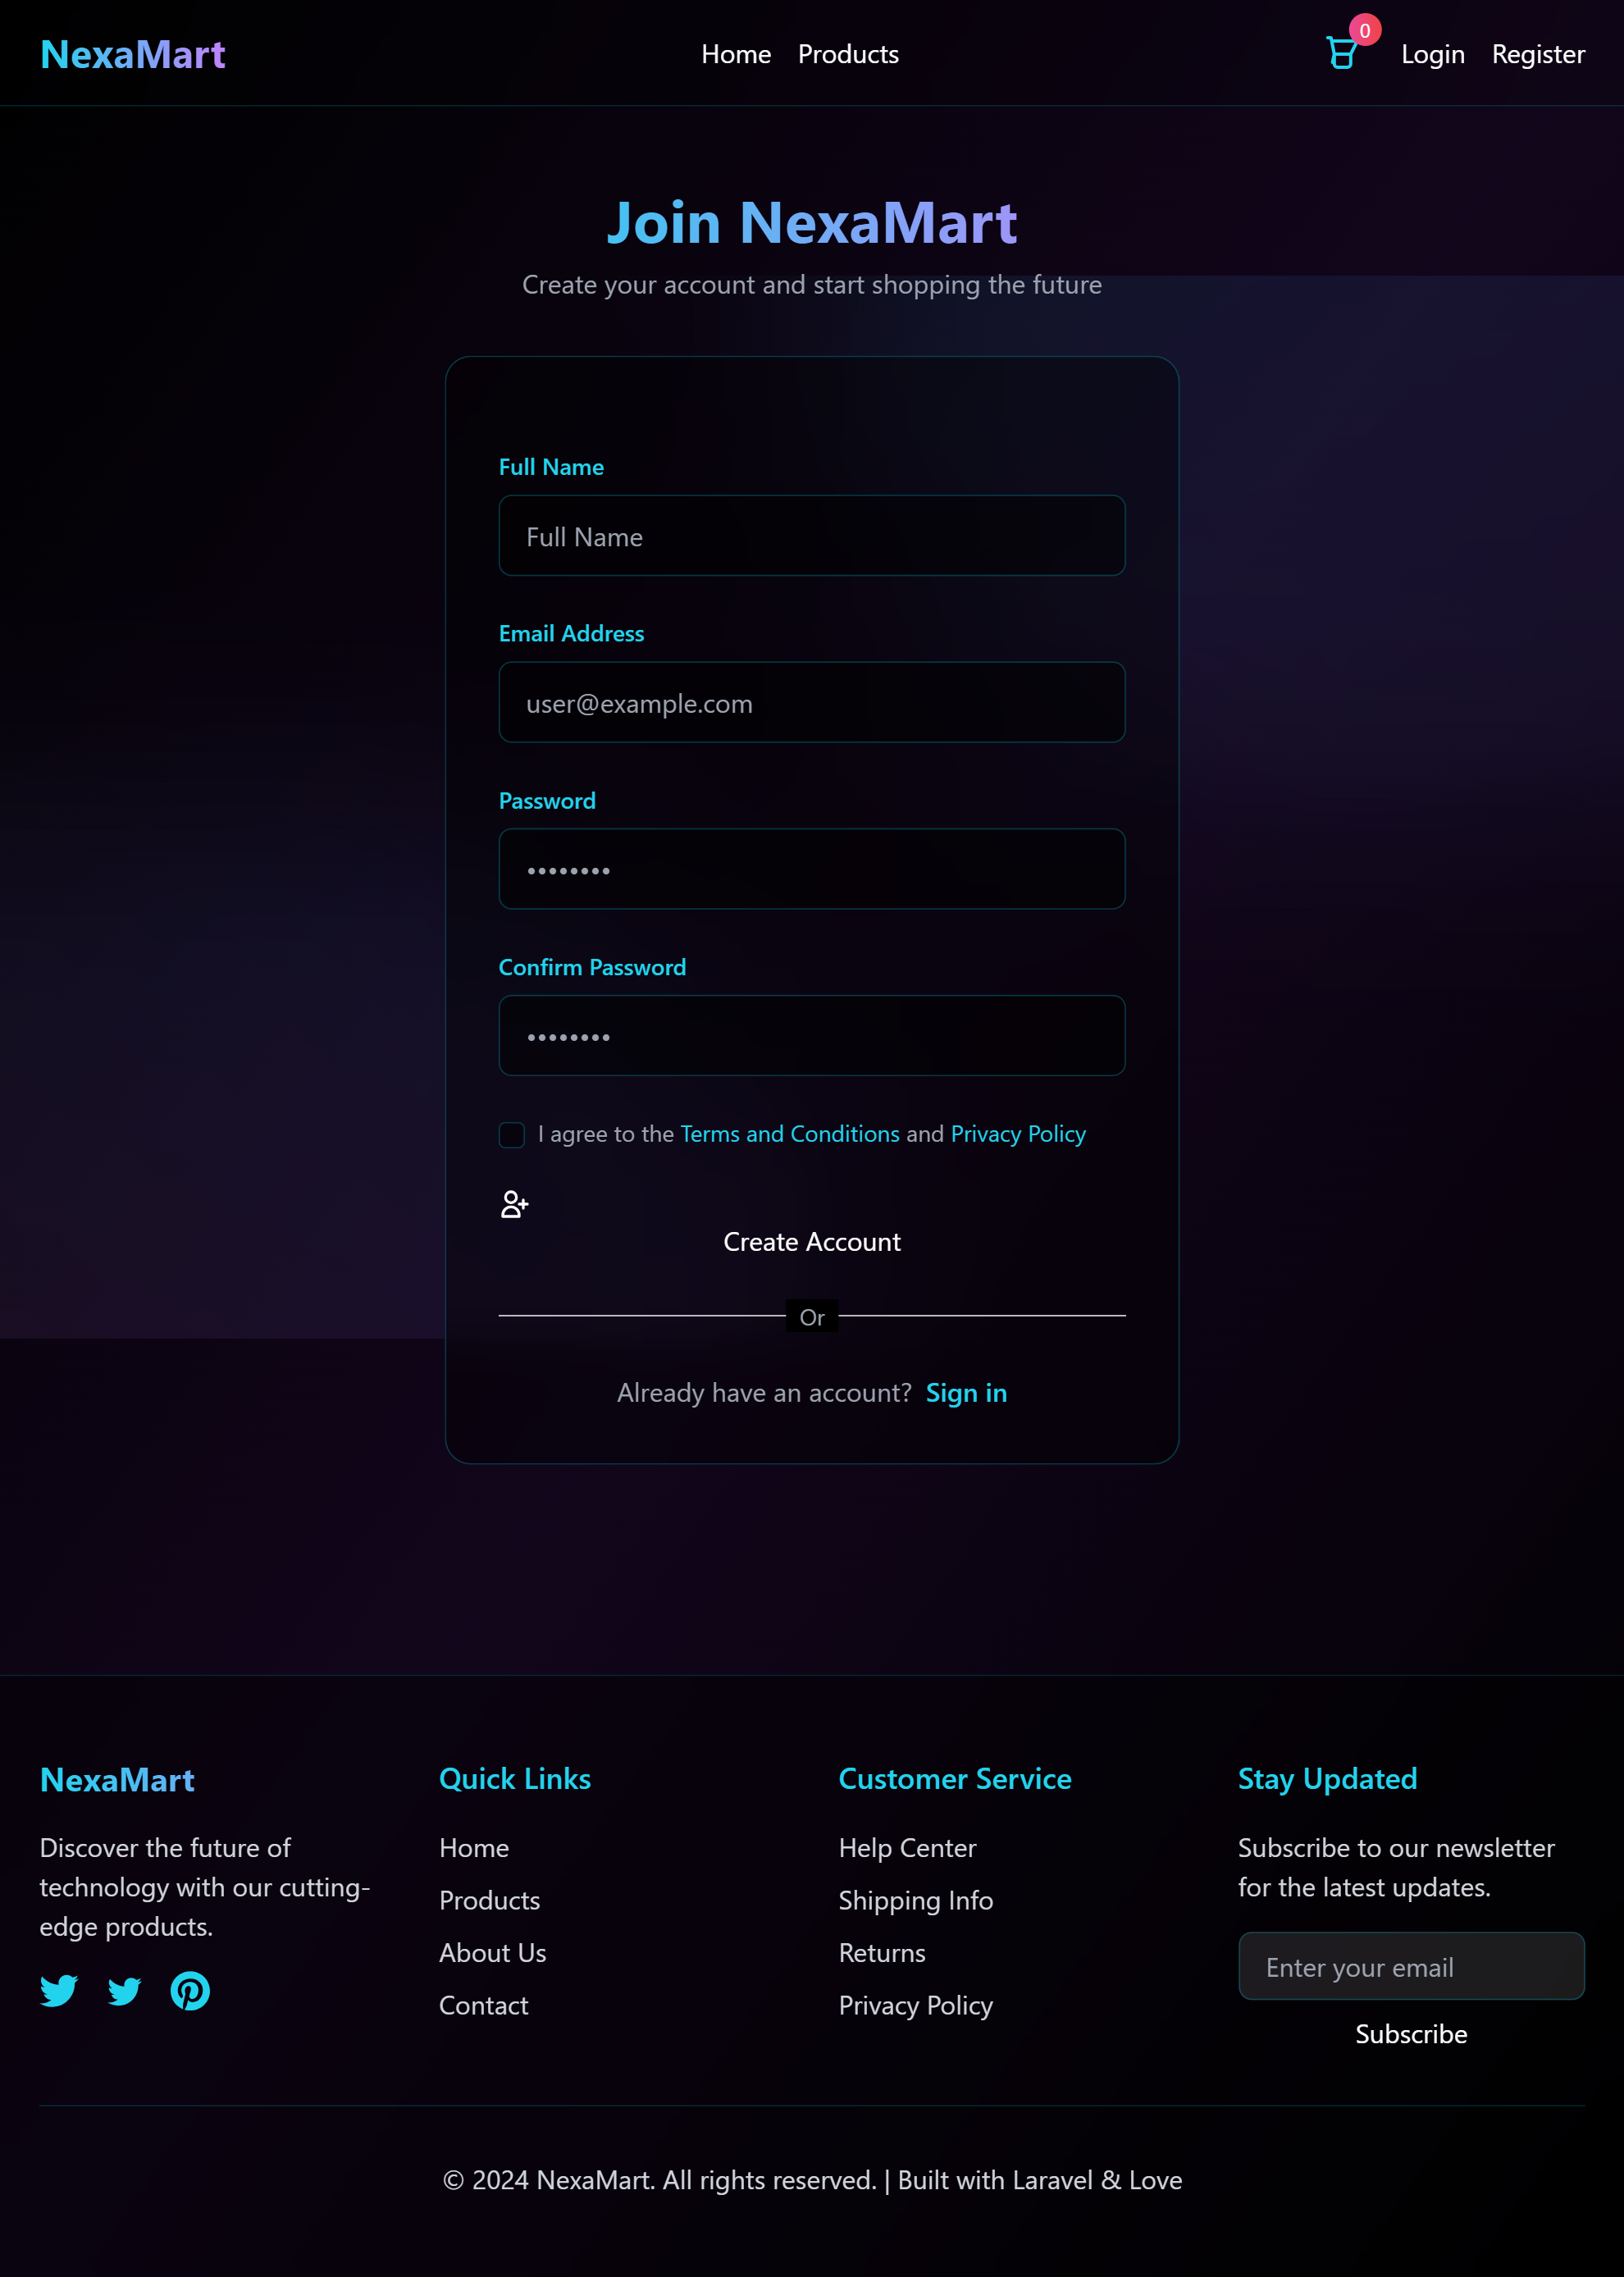 NexaMart
Home Products
0
Login Register
Join NexaMart
Create your account and start shopping the future
Full Name
Full Name
Email Address
user@example.com
Password
••••••••
Confirm Password
••••••••
I agree to the Terms and Conditions and Privacy Policy
Create Account
Or
Already have an account? Sign in
NexaMart
Discover the future of
technology with our cutting-
edge products.
Quick Links
Home
Products
About Us
Contact
Customer Service
Help Center
Shipping Info
Returns
Privacy Policy
Stay Updated
Subscribe to our newsletter
for the latest updates.
Enter your email
Subscribe
© 2024 NexaMart. All rights reserved. | Built with Laravel & Love